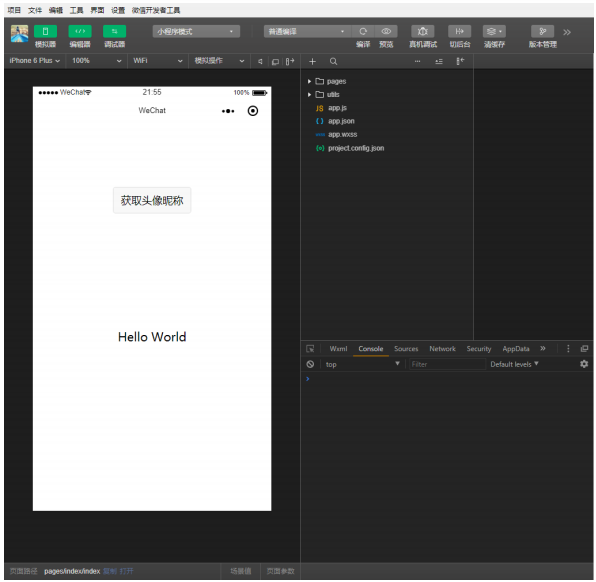 项目 文件 编辑 工具 界面 设置 微信开发者工具
小程序模式 普通编译
模拟器 编辑器 调试器 编译 预览 真机调试 切后台 清缓存 版本管理
iPhone 6 Plus 100% WiFi 模拟操作
WeChat 21:55 100%
WeChat
获取头像昵称
Hello World
pages
utils
JS app.js
{ } app.json
app.wxss
{o} project.config.json
Wxml Console Sources Network Security AppData
top Filter Default levels
页面路径 pages/index/index 复制 打开 场景值 页面参数